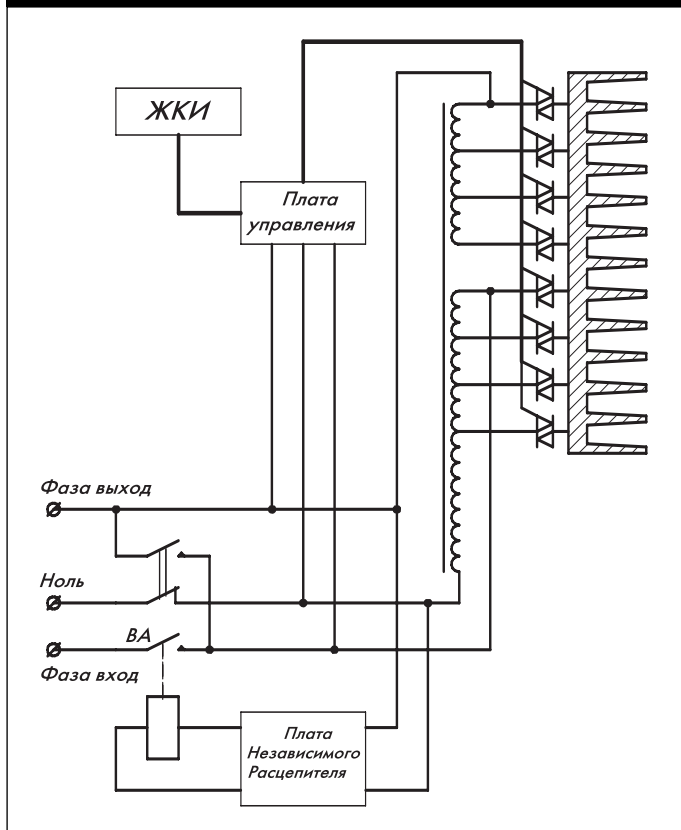 ЖКИ
Плата
управления
Фаза выход
Ноль
ВА
Фаза вход
Плата
Независимого
Расцепителя